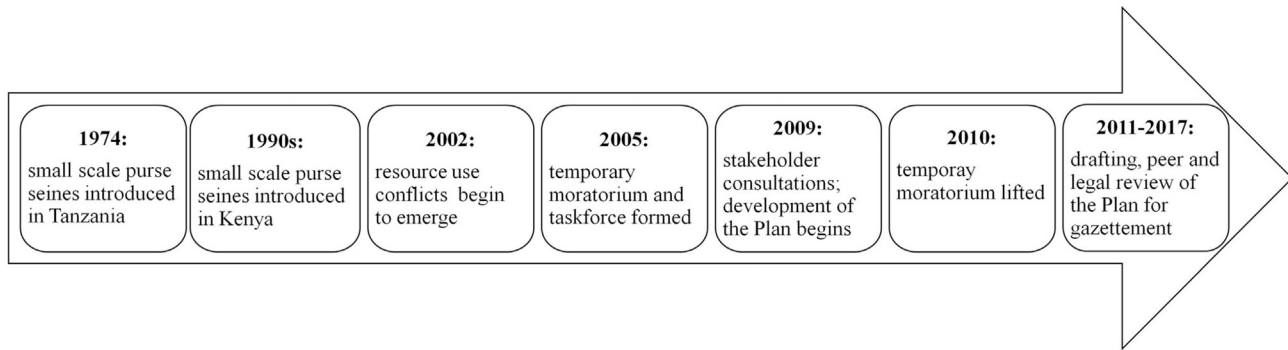 1974:
small scale purse
seines introduced
in Tanzania
1990s:
small scale purse
seines introduced
in Kenya
2002:
resource use
conflicts begin
to emerge
2005:
temporary
moratorium and
taskforce formed
2009:
stakeholder
consultations;
development of
the Plan begins
2010:
temporay
moratorium lifted
2011-2017:
drafting, peer and
legal review of
the Plan for
gazettement